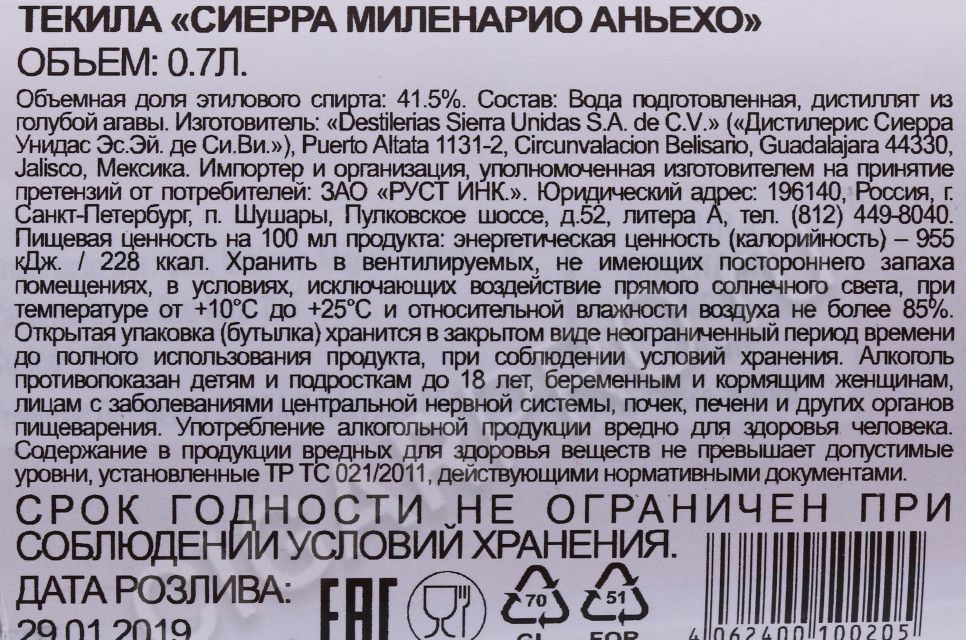 ТЕКИЛА «СИЕРРА МИЛЕНАРИО АНЬЕХО»
ОБЪЕМ: 0.7Л.
Объемная доля этилового спирта: 41.5%. Состав: Вода подготовленная, дистиллят из
голубой агавы. Изготовитель: «Destilerias Sierra Unidas S.A. de C.V.» («Дистилерис Сиерра
Унидас Эс.Эй. де Си.Ви.»), Puerto Altata 1131-2, Circunvalacion Belisario, Guadalajara 44330,
Jalisco, Мексика. Импортер и организация, уполномоченная изготовителем на принятие
претензий от потребителей: ЗАО «РУСТ ИНК.». Юридический адрес: 196140, Россия, г.
Санкт-Петербург, п. Шушары, Пулковское шоссе, д.52, литера А, тел. (812) 449-8040.
Пищевая ценность на 100 мл продукта: энергетическая ценность (калорийность) – 955
кДж. / 228 ккал. Хранить в вентилируемых, не имеющих постороннего запаха
помещениях, в условиях, исключающих воздействие прямого солнечного света, при
температуре от +10°С до +25°С и относительной влажности воздуха не более 85%.
Открытая упаковка (бутылка) хранится в закрытом виде неограниченный период времени
до полного использования продукта, при соблюдении условий хранения. Алкоголь
противопоказан детям и подросткам до 18 лет, беременным и кормящим женщинам,
лицам с заболеваниями центральной нервной системы, почек, печени и других органов
пищеварения. Употребление алкогольной продукции вредно для здоровья человека.
Содержание в продукции вредных для здоровья веществ не превышает допустимые
уровни, установленные ТР ТС 021/2011, действующими нормативными документами.
СРОК ГОДНОСТИ НЕ ОГРАНИЧЕН ПРИ
СОБЛЮДЕНИИ УСЛОВИЙ ХРАНЕНИЯ.
ДАТА РОЗЛИВА:
29.01.2019
EAC
70
GL
51
FOR
4 062400 100205